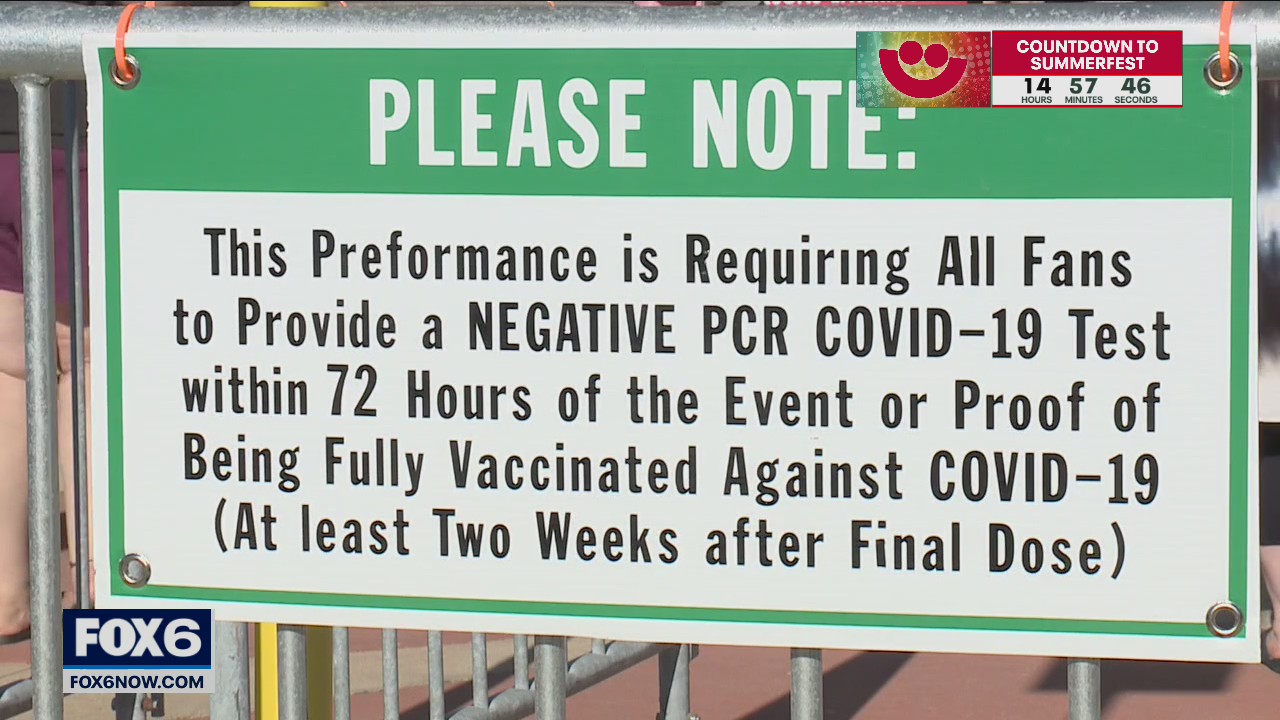 COUNTDOWN TO
SUMMERFEST
14 57 46
HOURS MINUTES SECONDS
PLEASE NOTE:
This Preformance is Requiring All Fans
to Provide a NEGATIVE PCR COVID-19 Test
within 72 Hours of the Event or Proof of
Being Fully Vaccinated Against COVID-19
(At least Two Weeks after Final Dose)
FOX6
FOX6NOW.COM